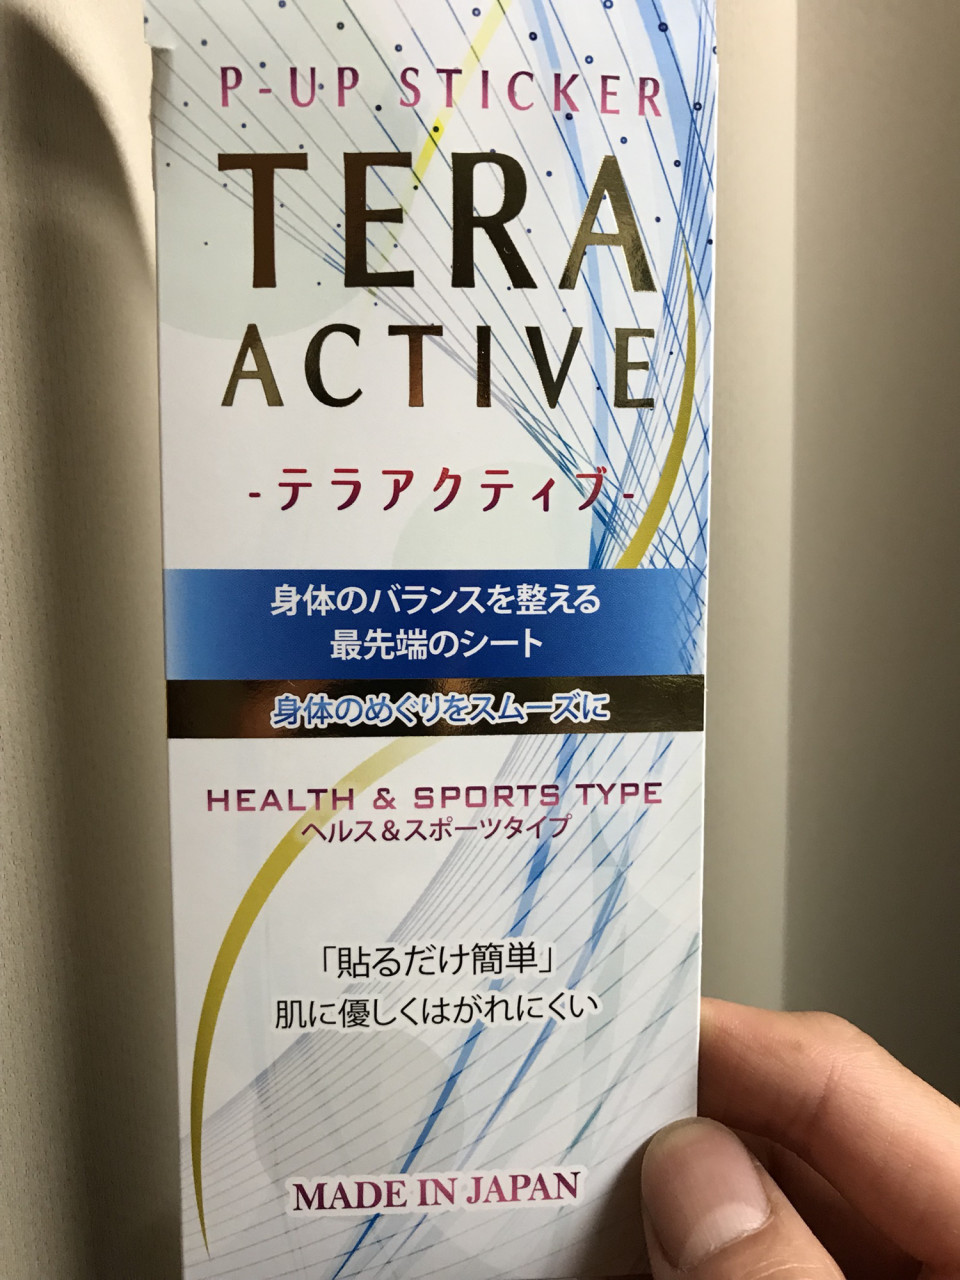 P-UP STICKER
TERA
ACTIVE
-テラアクティブ-
身体のバランスを整える
最先端のシート
身体のめぐりをスムーズに
HEALTH & SPORTS TYPE
ヘルス&スポーツタイプ
「貼るだけ簡単」
肌に優しくはがれにくい
MADE IN JAPAN